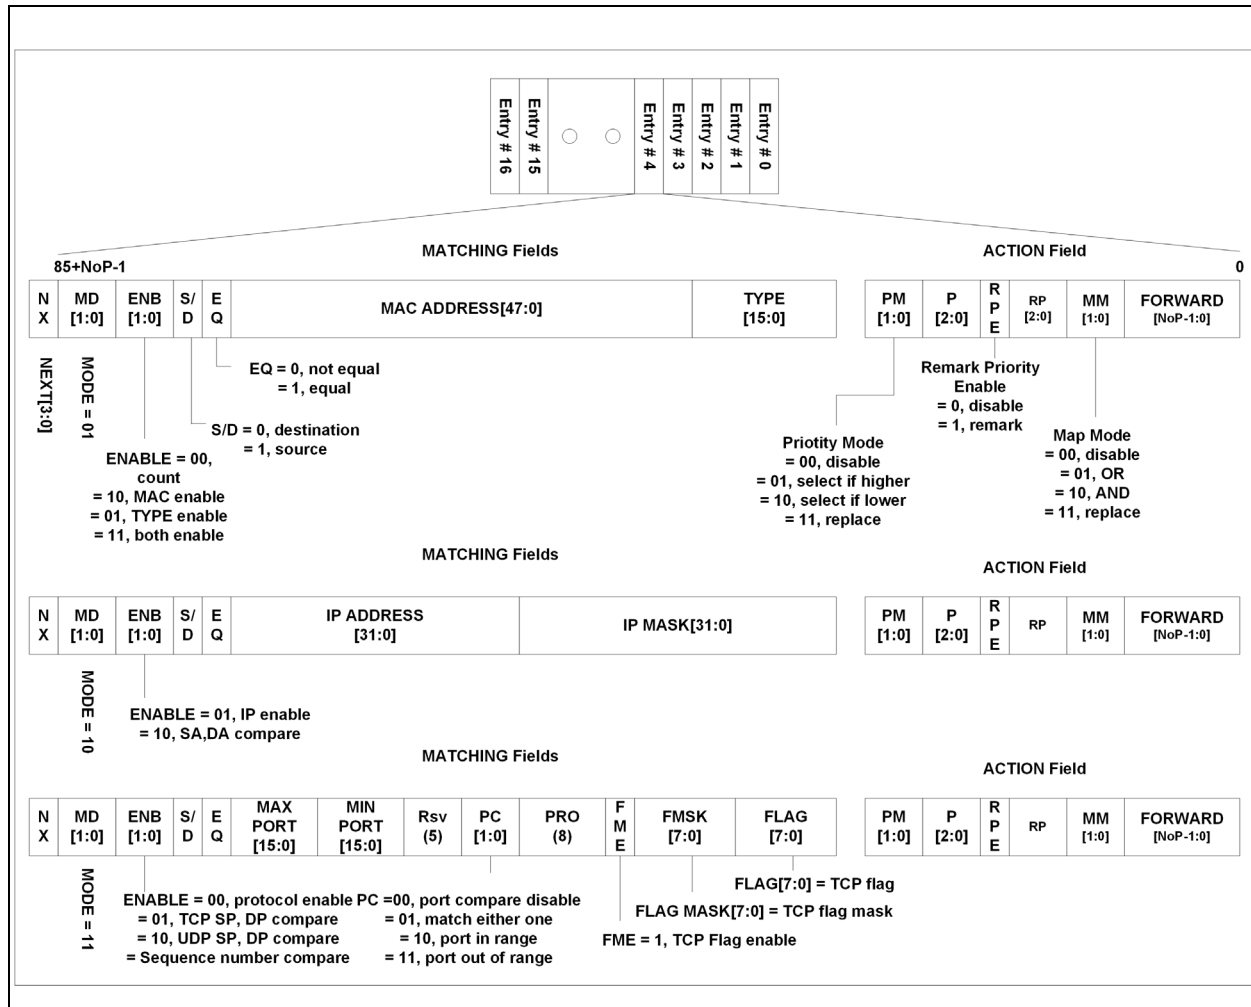 Entry # 16
Entry # 15
Entry # 4
Entry # 3
Entry # 2
Entry # 1
Entry # 0
MATCHING Fields
ACTION Field
85+NoP-1
0
N
X
MD
[1:0]
ENB
[1:0]
S/
D
E
Q
MAC ADDRESS[47:0]
TYPE
[15:0]
PM
[1:0]
P
[2:0]
R
P
E
RP
[2:0]
MM
[1:0]
FORWARD
[NoP-1:0]
NEXT[3:0]
MODE = 01
EQ = 0, not equal
= 1, equal
S/D = 0, destination
= 1, source
ENABLE = 00,
count
= 10, MAC enable
= 01, TYPE enable
= 11, both enable
Priotity Mode
= 00, disable
= 01, select if higher
= 10, select if lower
= 11, replace
Remark Priority
Enable
= 0, disable
= 1, remark
Map Mode
= 00, disable
= 01, OR
= 10, AND
= 11, replace
MATCHING Fields
ACTION Field
N
X
MD
[1:0]
ENB
[1:0]
S/
D
E
Q
IP ADDRESS
[31:0]
IP MASK[31:0]
PM
[1:0]
P
[2:0]
R
P
E
RP
MM
[1:0]
FORWARD
[NoP-1:0]
MODE = 10
ENABLE = 01, IP enable
= 10, SA,DA compare
MATCHING Fields
ACTION Field
N
X
MD
[1:0]
ENB
[1:0]
S/
D
E
Q
MAX
PORT
[15:0]
MIN
PORT
[15:0]
Rsv
(5)
PC
[1:0]
PRO
(8)
F
M
E
FMSK
[7:0]
FLAG
[7:0]
PM
[1:0]
P
[2:0]
R
P
E
RP
MM
[1:0]
FORWARD
[NoP-1:0]
MODE = 11
ENABLE = 00, protocol enable
= 01, TCP SP, DP compare
= 10, UDP SP, DP compare
= Sequence number compare
PC =00, port compare disable
= 01, match either one
= 10, port in range
= 11, port out of range
FLAG[7:0] = TCP flag
FLAG MASK[7:0] = TCP flag mask
FME = 1, TCP Flag enable